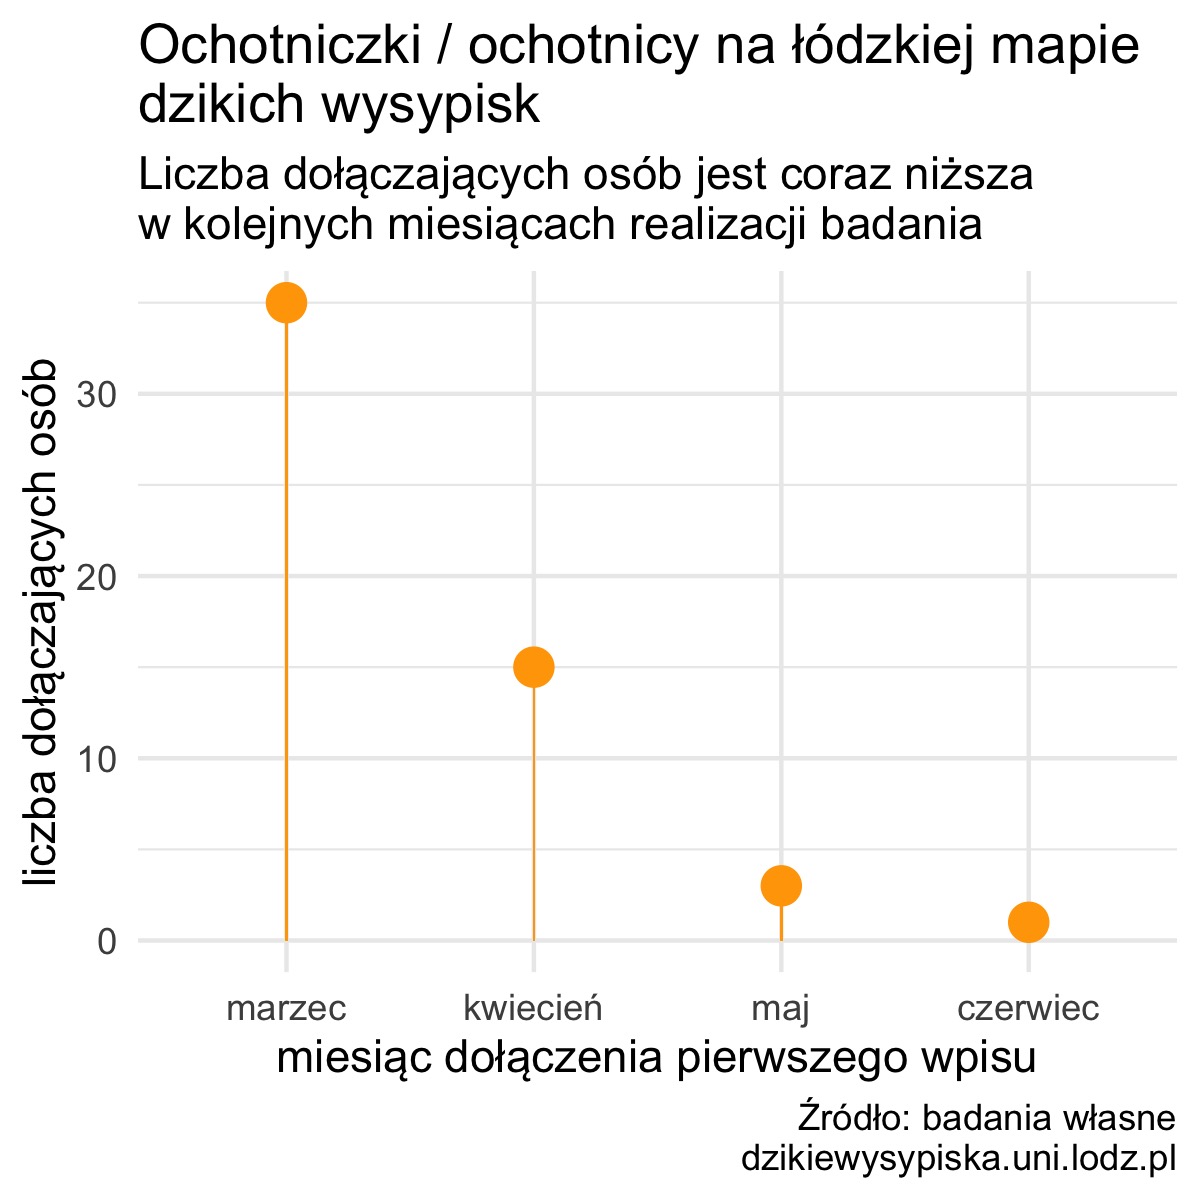 Ochotniczki / ochotnicy na łódzkiej mapie
dzikich wysypisk
Liczba dołączających osób jest coraz niższa
w kolejnych miesiącach realizacji badania
liczba dołączających osób
30
20
10
0
marzec kwiecień maj czerwiec
miesiąc dołączenia pierwszego wpisu
Źródło: badania własne
dzikiewysypiska.uni.lodz.pl